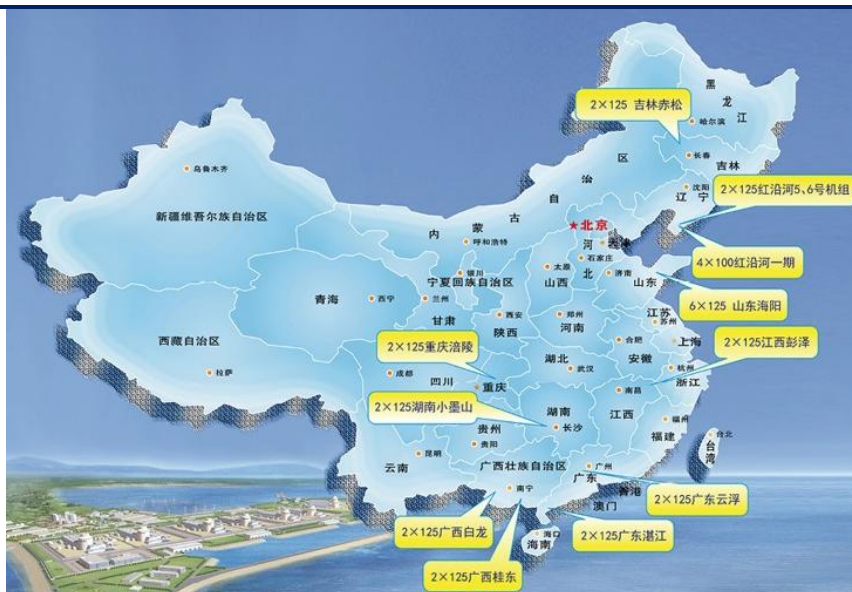 黑龙江
2×125 吉林赤松
哈尔滨
长春
吉林
乌鲁木齐
新疆维吾尔族自治区
内蒙古自治区
沈阳
辽宁
2×125红沿河5、6号机组
★北京
天津
呼和浩特
河北
石家庄
4×100红沿河一期
银川
宁夏回族自治区
太原
山西
济南
山东
青海
西宁
兰州
甘肃
6×125 山东海阳
西安
陕西
郑州
河南
江苏
苏州
西藏自治区
拉萨
2×125重庆涪陵
合肥
安徽
上海
2×125江西彭泽
湖北
武汉
杭州
浙江
成都
四川
重庆
南昌
江西
2×125湖南小墨山
湖南
长沙
贵州
贵阳
福州
福建
台北
台湾
云南
昆明
广西壮族自治区
南宁
广州
广东
香港
澳门
2×125广东云浮
2×125广西白龙
海口
海南
2×125广东湛江
2×125广西桂东